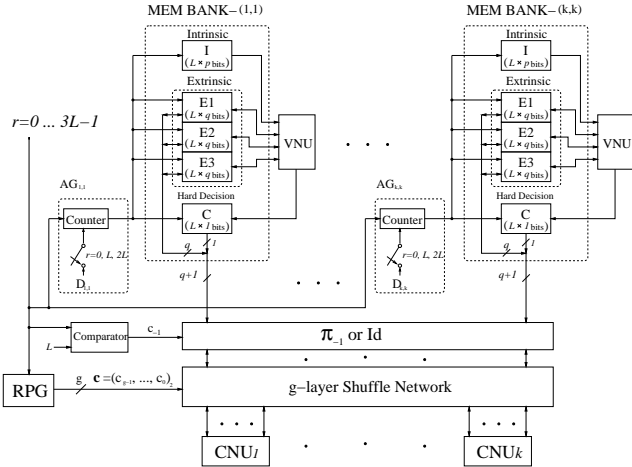 MEM BANK−(1,1)
MEM BANK−(k,k)
Intrinsic
Intrinsic
I
(L × p bits)
I
(L × p bits)
Extrinsic
Extrinsic
E1
(L × q bits)
E1
(L × q bits)
r=0 ... 3L−1
E2
(L × q bits)
VNU
. . .
E2
(L × q bits)
VNU
E3
(L × q bits)
E3
(L × q bits)
AG1,1
Hard Decision
AGk,k
Hard Decision
Counter
C
(L × 1 bits)
Counter
C
(L × 1 bits)
r=0, L, 2L
q
1
r=0, L, 2L
q
1
D1,1
q+1
. . .
Dk,k
q+1
L
Comparator
c−1
π−1 or Id
. . .
RPG
g
c =(cg−1, ..., c0)2
g−layer Shuffle Network
. . .
. . .
CNU1
. . .
CNUk